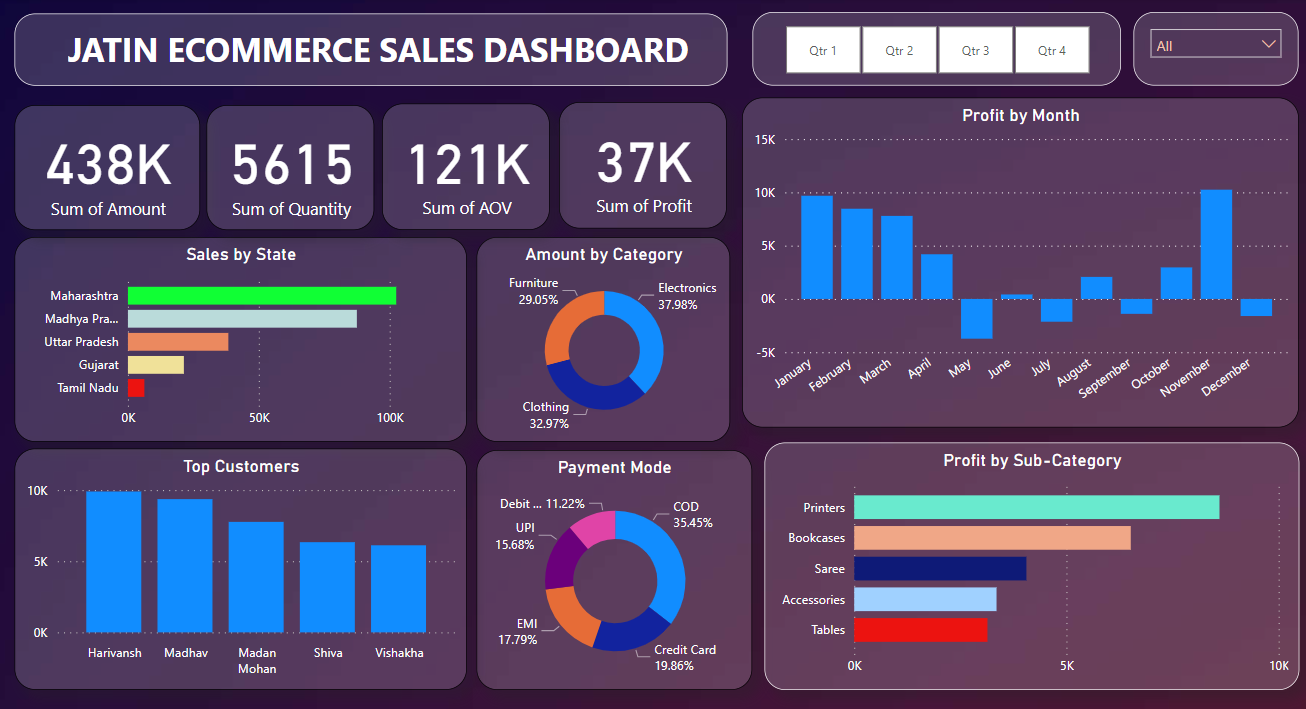 JATIN ECOMMERCE SALES DASHBOARD
Qtr 1
Qtr 2
Qtr 3
Qtr 4
All
438K
Sum of Amount
5615
Sum of Quantity
121K
Sum of AOV
37K
Sum of Profit
Profit by Month
15K
10K
5K
0K
-5K
January
February
March
April
May
June
July
August
September
October
November
December
Sales by State
Maharashtra
Madhya Pra...
Uttar Pradesh
Gujarat
Tamil Nadu
0K
50K
100K
Amount by Category
Furniture
29.05%
Electronics
37.98%
Clothing
32.97%
Top Customers
10K
5K
0K
Harivansh
Madhav
Madan
Mohan
Shiva
Vishakha
Payment Mode
Debit ... 11.22%
COD
35.45%
UPI
15.68%
EMI
17.79%
Credit Card
19.86%
Profit by Sub-Category
Printers
Bookcases
Saree
Accessories
Tables
0K
5K
10K